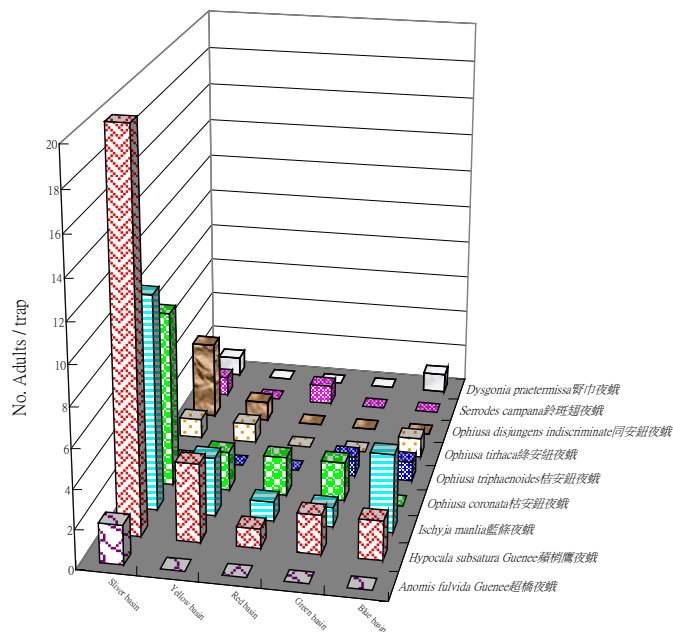 20
18
16
14
12
10
8
6
4
2
0
No. Adults / trap
Sliver basin
Yellow basin
Red basin
Green basin
Blue basin
Dysgonia praetermissa腎巾夜蛾
Serrodes campana鈴斑翅夜蛾
Ophiusa disjungens indiscriminate同安鈕夜蛾
Ophiusa tirhaca綠安鈕夜蛾
Ophiusa triphaenoides桔安鈕夜蛾
Ophiusa coronata枯安鈕夜蛾
Ischyja manlia藍條夜蛾
Hypocala subsatura Guenee蘋梢鷹夜蛾
Anomis fulvida Guenee超橋夜蛾